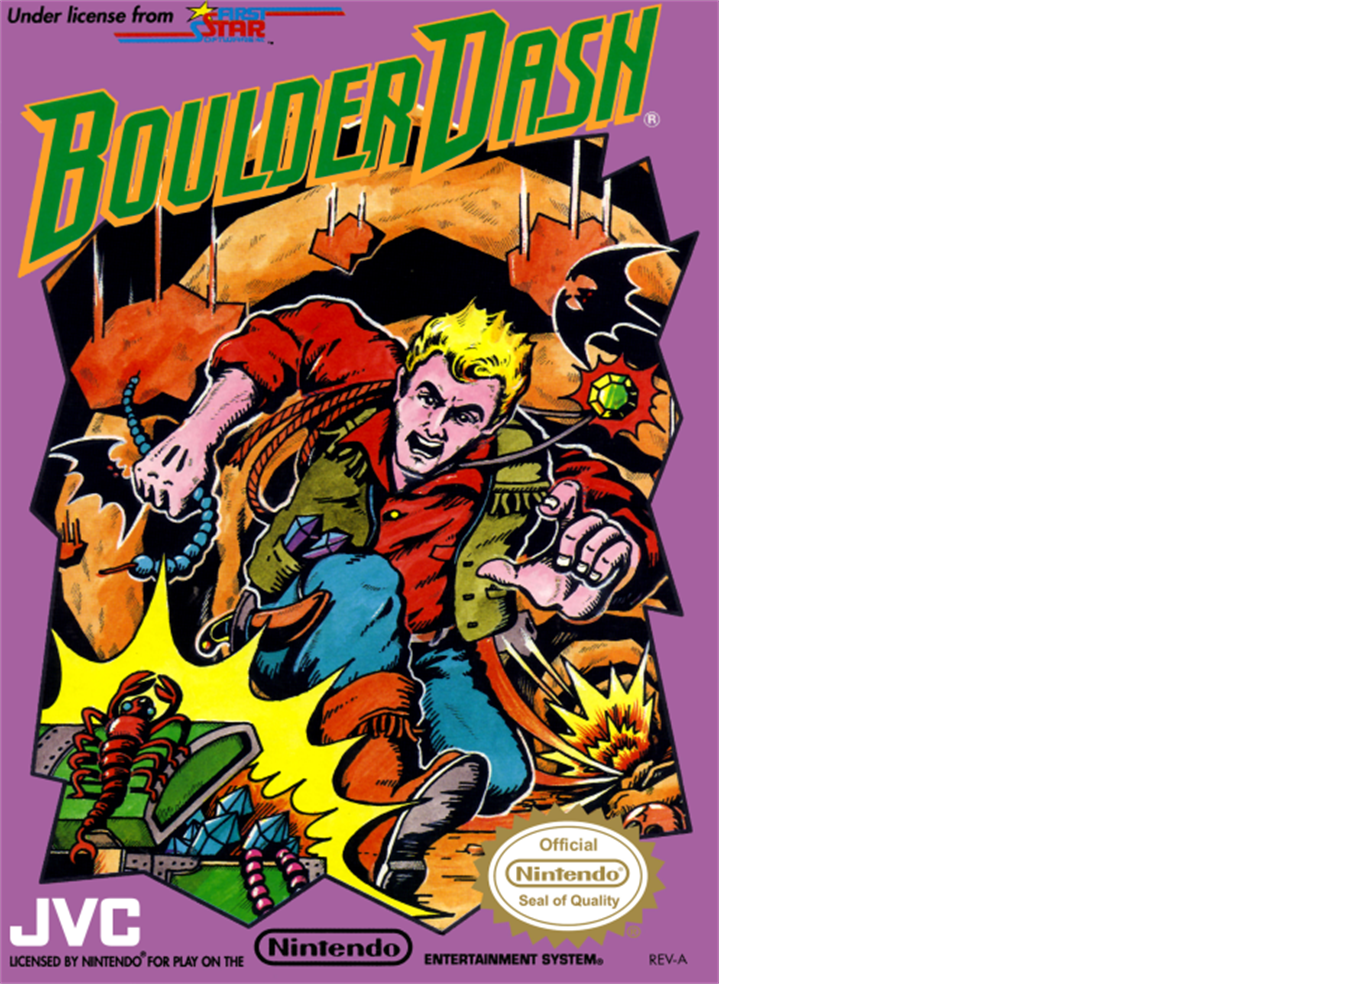 Under license from FIRST STAR SOFTWARE™
BOULDER DASH®
Official
Nintendo®
Seal of Quality
JVC
LICENSED BY NINTENDO® FOR PLAY ON THE
Nintendo
ENTERTAINMENT SYSTEM®
REV-A